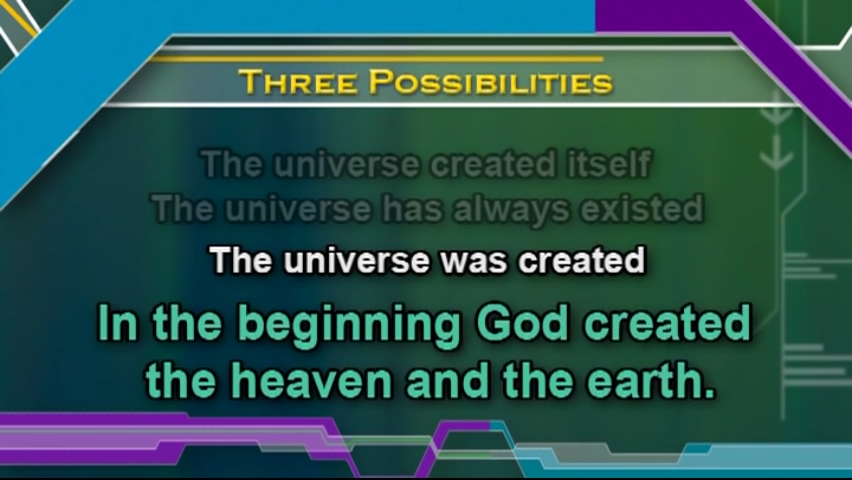 THREE POSSIBILITIES
The universe created itself
The universe has always existed
The universe was created
In the beginning God created
the heaven and the earth.